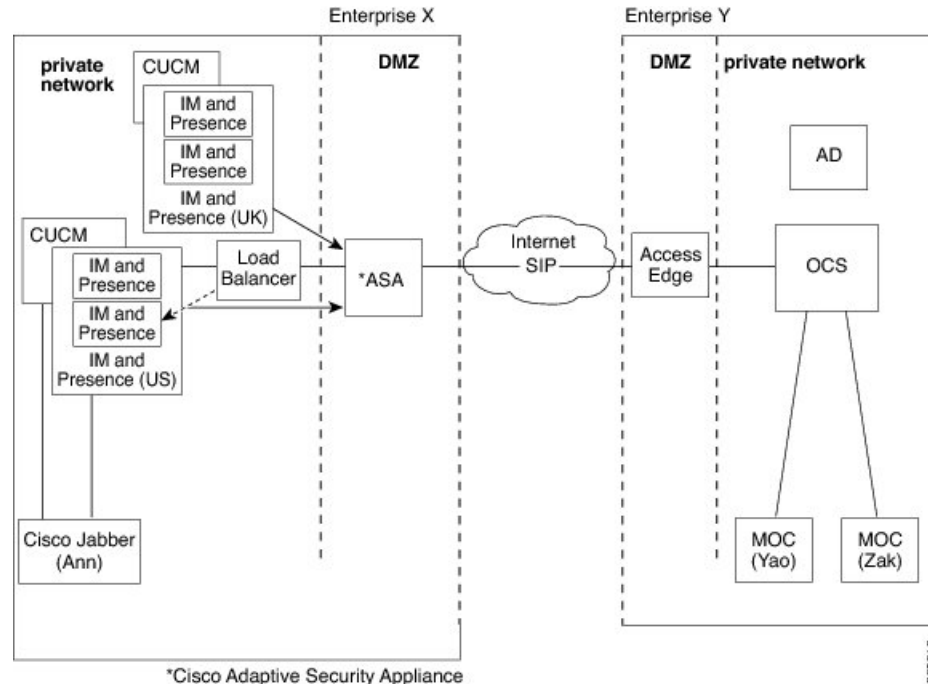 Enterprise X
Enterprise Y
private
network
DMZ
DMZ
private network
CUCM
IM and
Presence
IM and
Presence
IM and
Presence (UK)
CUCM
IM and
Presence
IM and
Presence
IM and
Presence (US)
Load
Balancer
*ASA
Internet
SIP
Access
Edge
AD
OCS
Cisco Jabber
(Ann)
MOC
(Yao)
MOC
(Zak)
*Cisco Adaptive Security Appliance